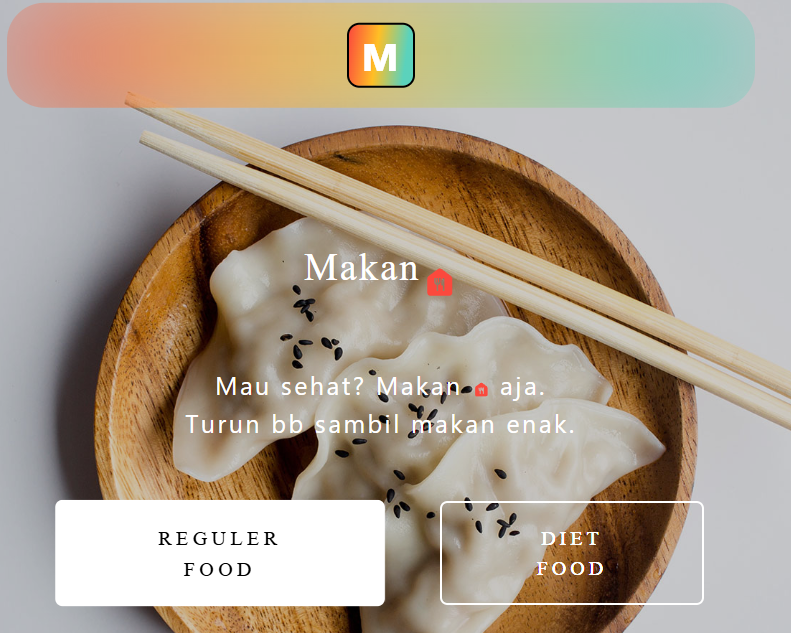 M
Makan
Mau sehat? Makan aja.
Turun bb sambil makan enak.
REGULER
FOOD
DIET
FOOD